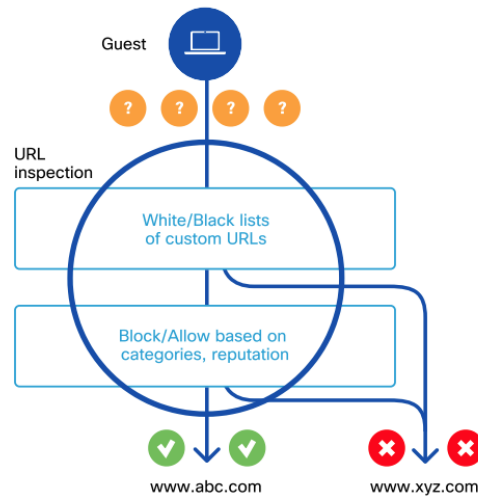 Guest
? ? ? ?
URL
inspection
White/Black lists
of custom URLs
Block/Allow based on
categories, reputation
www.abc.com
www.xyz.com